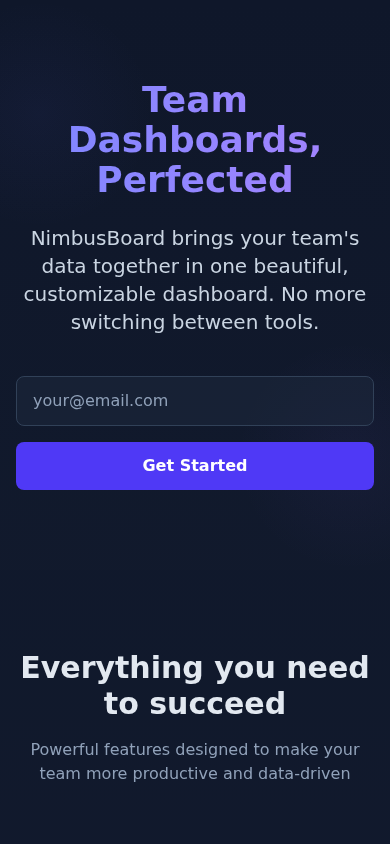 Team
Dashboards,
Perfected
NimbusBoard brings your team's
data together in one beautiful,
customizable dashboard. No more
switching between tools.
your@email.com
Get Started
Everything you need
to succeed
Powerful features designed to make your
team more productive and data-driven